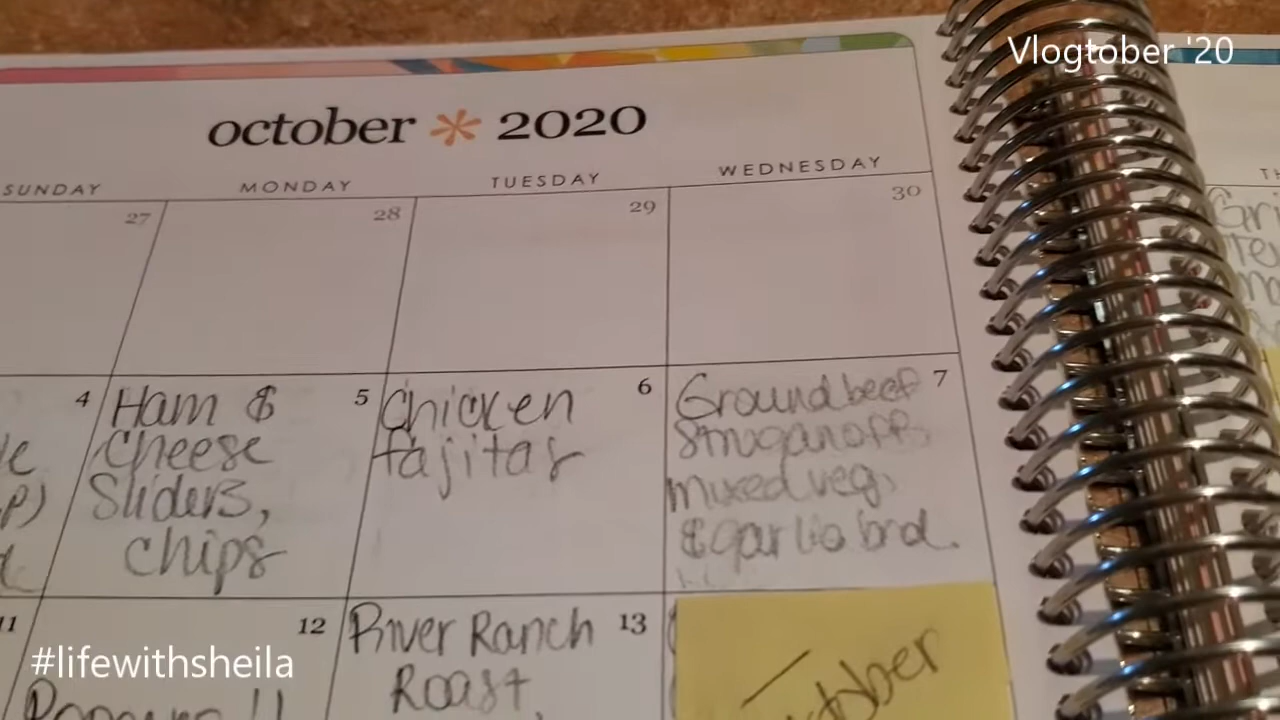 Vlogtober '20
october * 2020
SUNDAY MONDAY TUESDAY WEDNESDAY
27 28 29 30
4 5 6 7
Ham &
Cheese
Sliders,
chips
Chicken
fajitas
Ground beef
Struganoff
mixed veg,
& garlic brd.
11 12 13
River Ranch
Roast,
#lifewithsheila